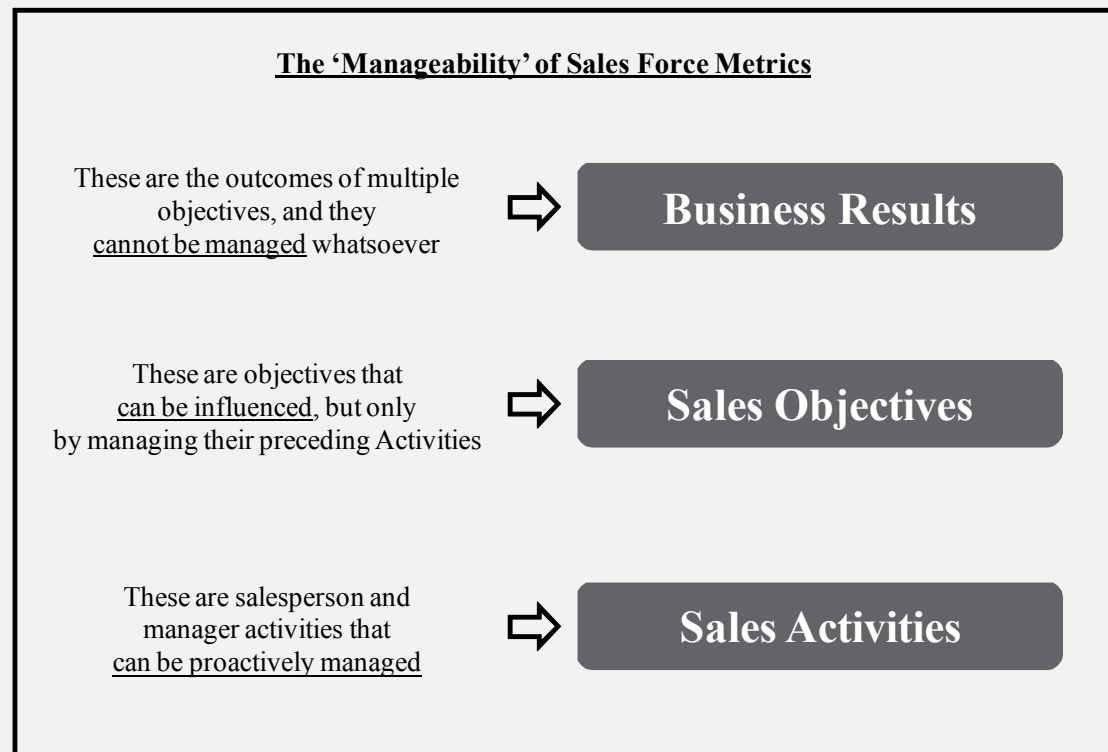 The ‘Manageability’ of Sales Force Metrics
These are the outcomes of multiple
objectives, and they
cannot be managed whatsoever
Business Results
These are objectives that
can be influenced, but only
by managing their preceding Activities
Sales Objectives
These are salesperson and
manager activities that
can be proactively managed
Sales Activities